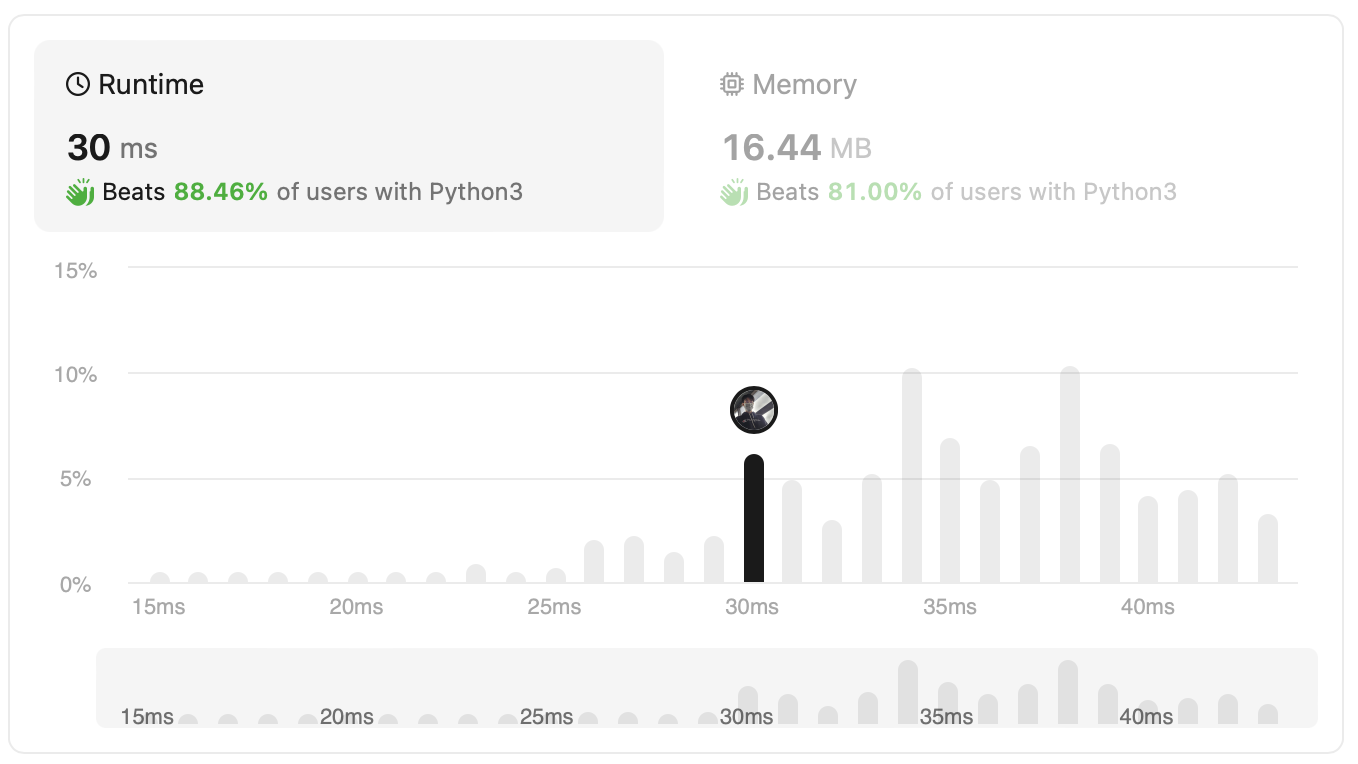 Runtime
30 ms
Beats 88.46% of users with Python3
Memory
16.44 MB
Beats 81.00% of users with Python3
15%
10%
5%
0%
15ms 20ms 25ms 30ms 35ms 40ms
15ms 20ms 25ms 30ms 35ms 40ms